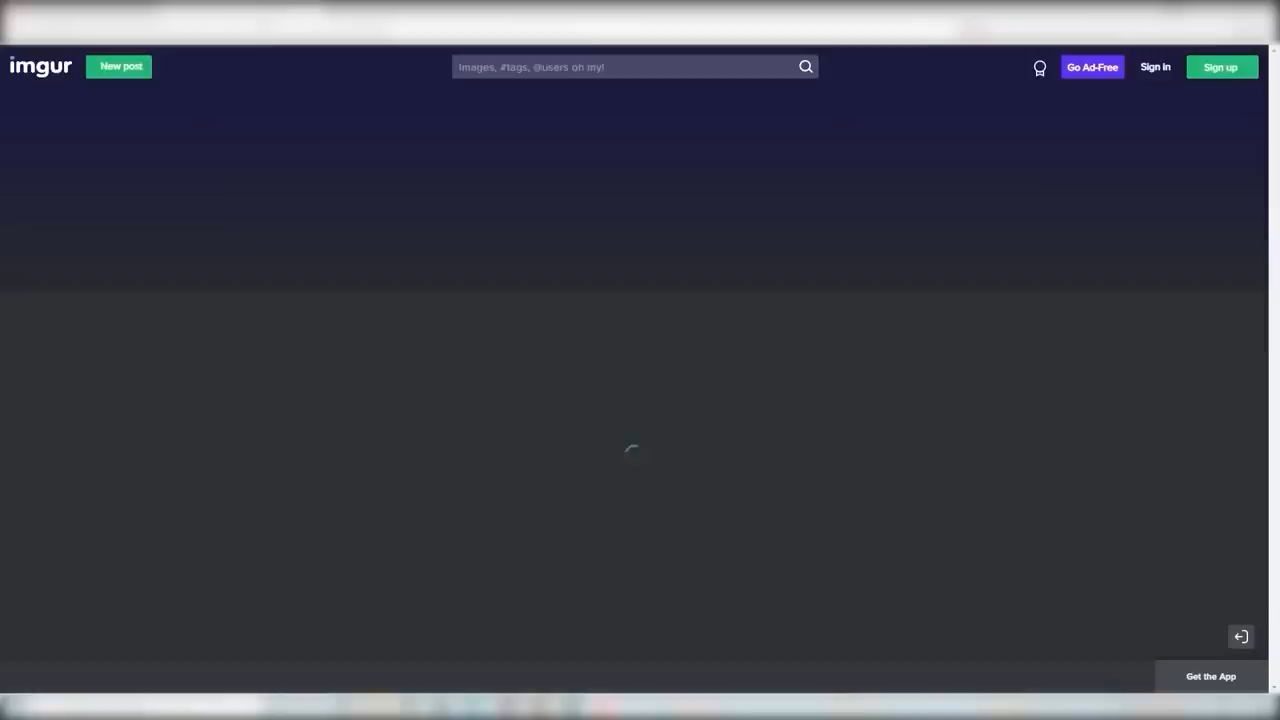 imgur
New post
Images, #tags, @users oh my!
Go Ad-Free
Sign in
Sign up
Get the App